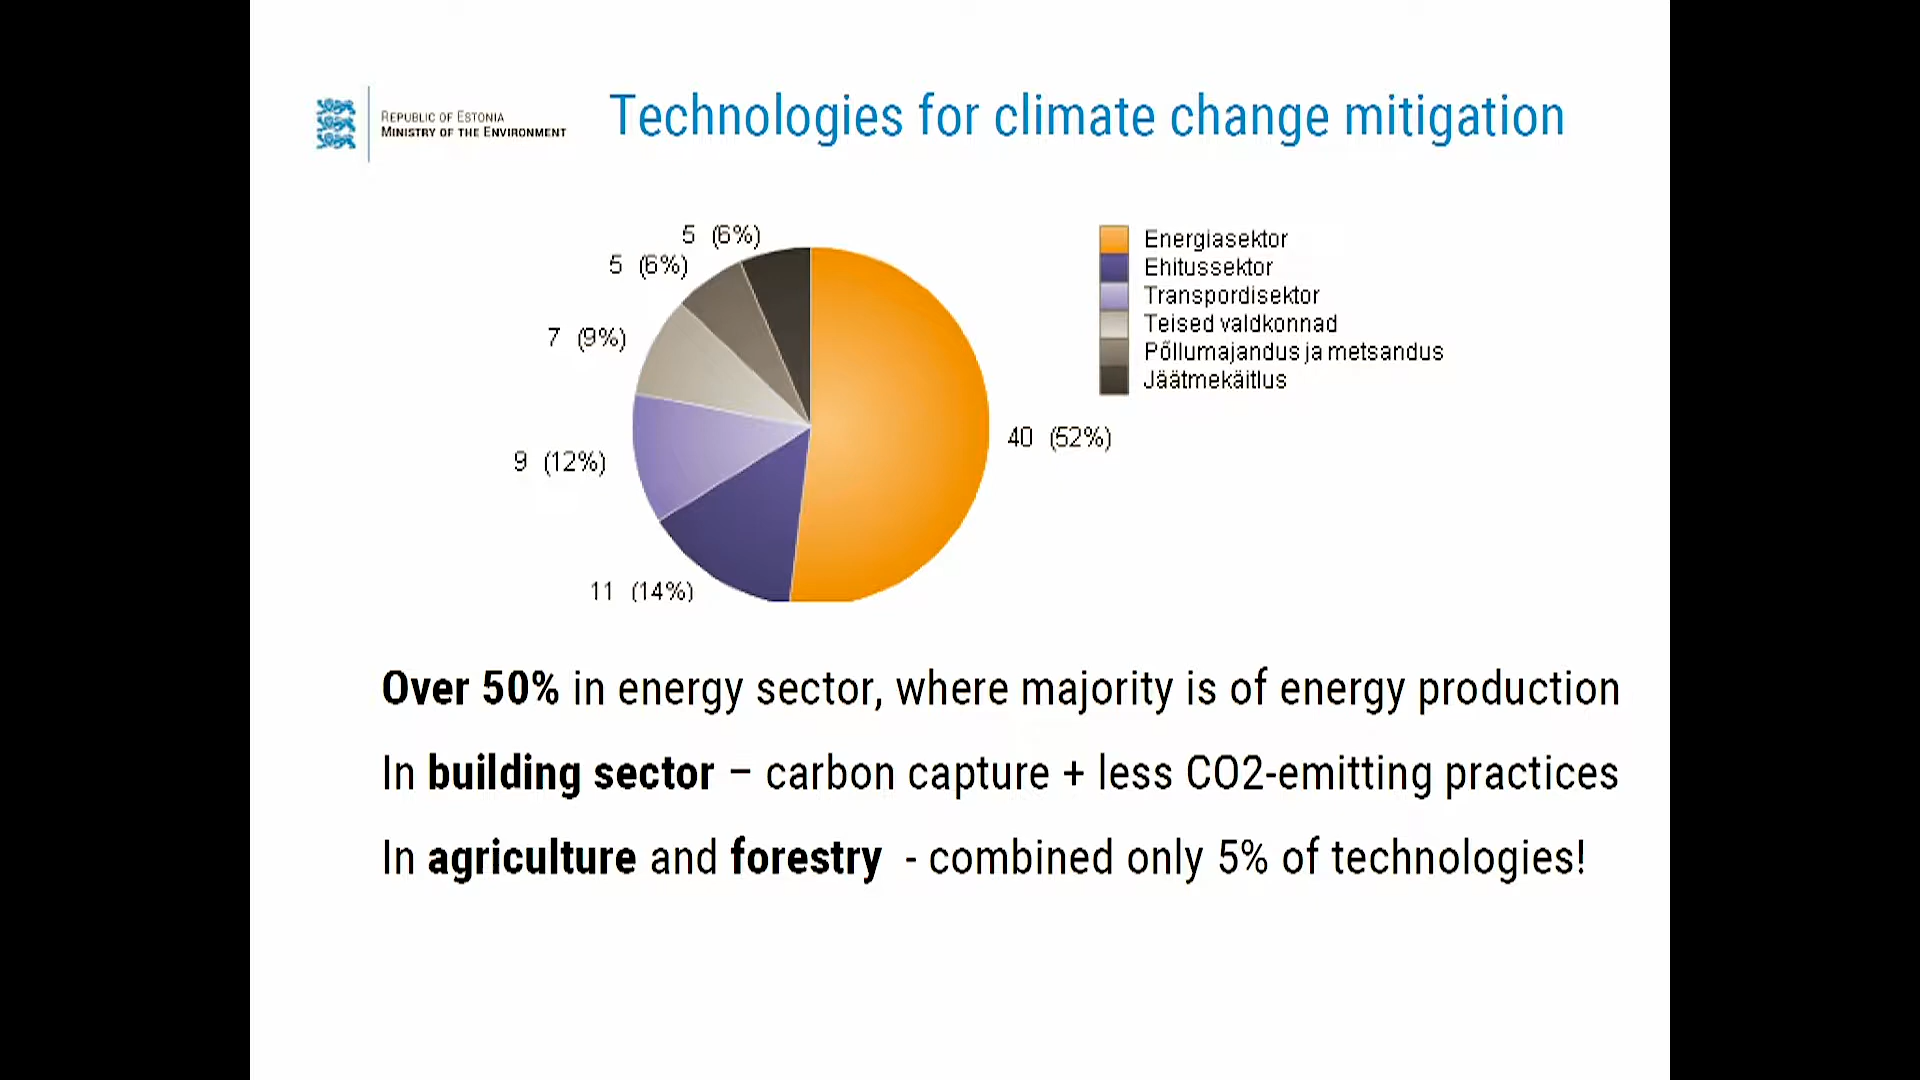 REPUBLIC OF ESTONIA
MINISTRY OF THE ENVIRONMENT
Technologies for climate change mitigation
5 (6%)
5 (6%)
7 (9%)
9 (12%)
11 (14%)
40 (52%)
Energiasektor
Ehitussektor
Transpordisektor
Teised valdkonnad
Põllumajandus ja metsandus
Jäätmekäitlus
Over 50% in energy sector, where majority is of energy production
In building sector – carbon capture + less CO2-emitting practices
In agriculture and forestry - combined only 5% of technologies!